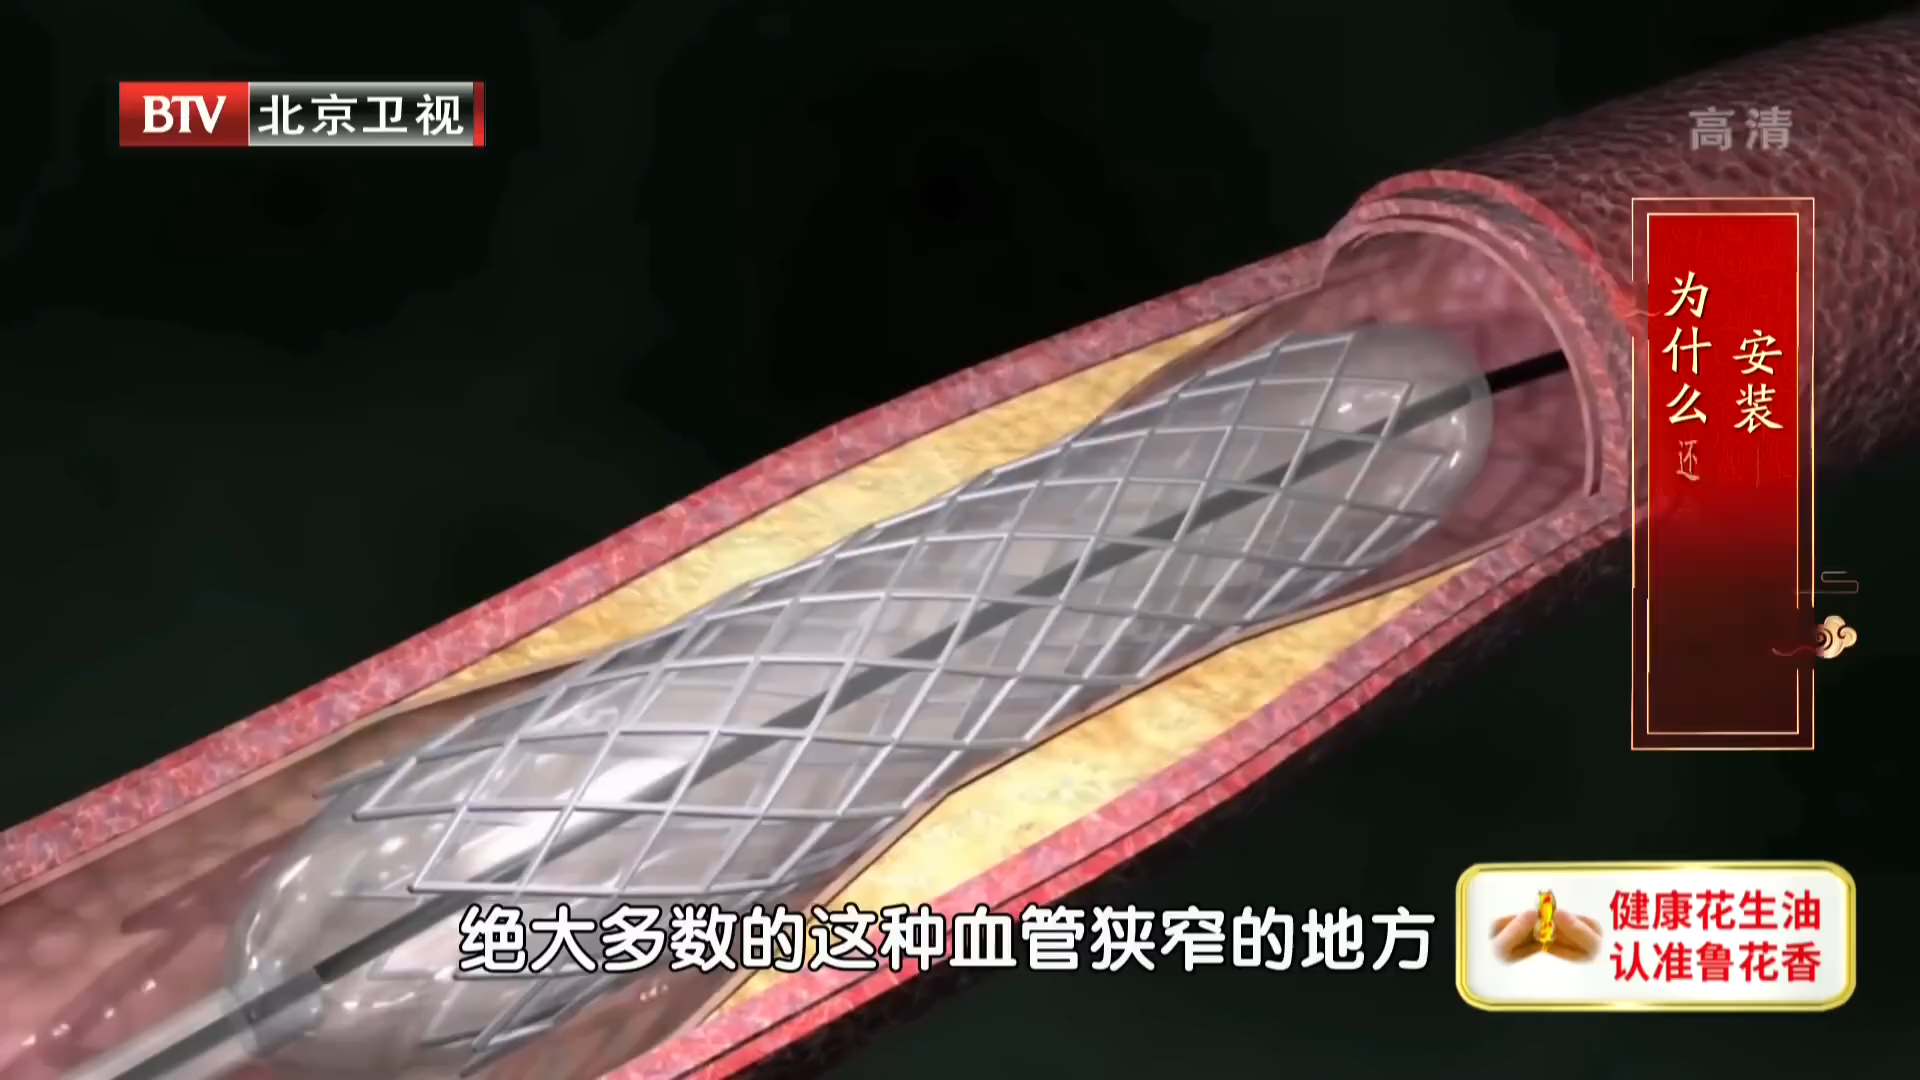 BTV 北京卫视
高清
安装
为什么还
绝大多数的这种血管狭窄的地方
健康花生油
认准鲁花香